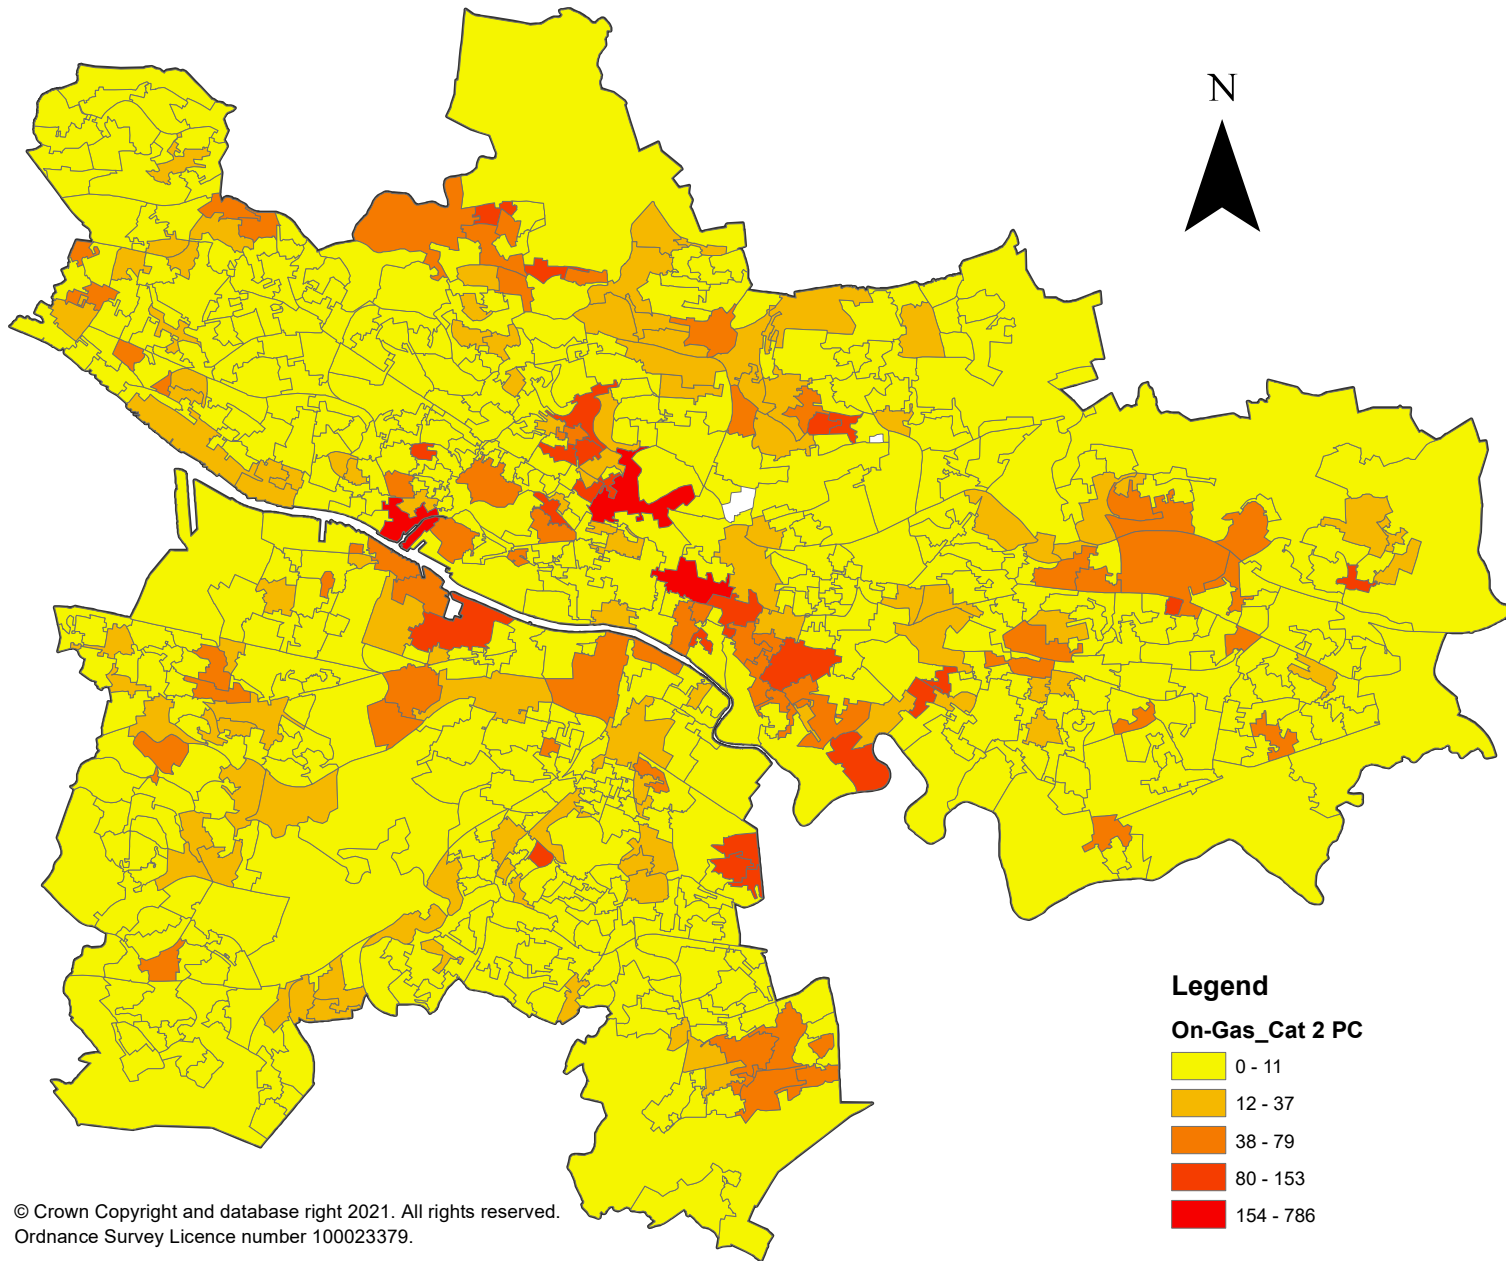 N
Legend
On-Gas_Cat 2 PC
0 - 11
12 - 37
38 - 79
80 - 153
154 - 786
© Crown Copyright and database right 2021. All rights reserved.
Ordnance Survey Licence number 100023379.